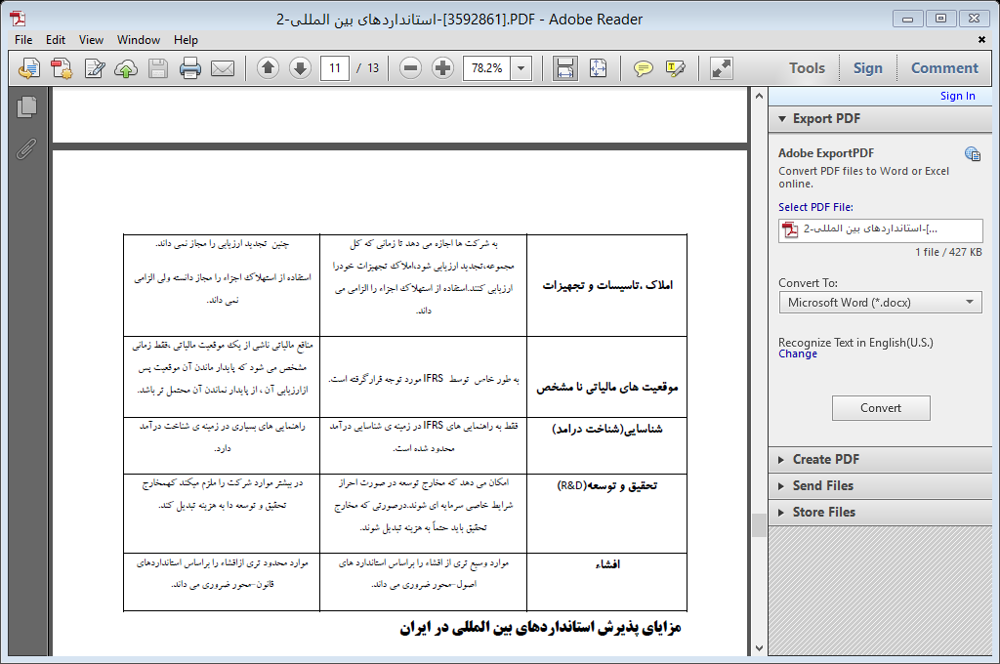 استانداردهای بین المللی-2-[3592861].PDF - Adobe Reader
File Edit View Window Help
11 / 13 78.2% Tools Sign Comment
Sign In
Export PDF
Adobe ExportPDF
Convert PDF files to Word or Excel
online.
Select PDF File:
2-استانداردهای بین المللی-[...
1 file / 427 KB
Convert To:
Microsoft Word (*.docx)
Recognize Text in English(U.S.)
Change
Convert
Create PDF
Send Files
Store Files
املاک ،تاسیسات و تجهیزات
به شرکت ها اجازه می دهد تا زمانی که کل
مجموعه،تجدید ارزیابی شود،املاک تجهیزات خودرا
ارزیابی کنند.استفاده از استهلاک اجزاء را الزامی می
داند.
چنین تجدید ارزیابی را مجاز نمی داند.
استفاده از استهلاک اجزاء را مجاز دانسته ولی الزامی
نمی داند.
موقعیت های مالیاتی نا مشخص
به طور خاص توسط IFRS مورد توجه قرارگرفته است.
منافع مالیاتی ناشی از یک موقعیت مالیاتی ،فقط زمانی
مشخص می شود که پایدار ماندن آن موقعیت پس
ازارزیابی آن ، از پایدار نماندن آن محتمل تر باشد.
شناسایی(شناخت درامد)
فقط به راهنمایی های IFRS در زمینه ی شناسایی درآمد
محدود شده است.
راهنمایی های بسیاری در زمینه ی شناخت درآمد
دارد.
تحقیق و توسعه(R&D)
امکان می دهد که مخارج توسعه در صورت احراز
شرایط خاصی سرمایه ای شوند.درصورتی که مخارج
تحقیق باید حتماً به هزینه تبدیل شوند.
در بیشتر موارد شرکت را ملزم میکند کهمخارج
تحقیق و توسعه دا به هزینه تبدیل کند.
افشاء
موارد وسیع تری از افشاء را براساس استاندارد های
اصول-محور ضروری می داند.
موارد محدود تری ازافشاء را براساس استانداردهای
قانون-محور ضروری می داند.
مزایای پذیرش استانداردهای بین المللی در ایران